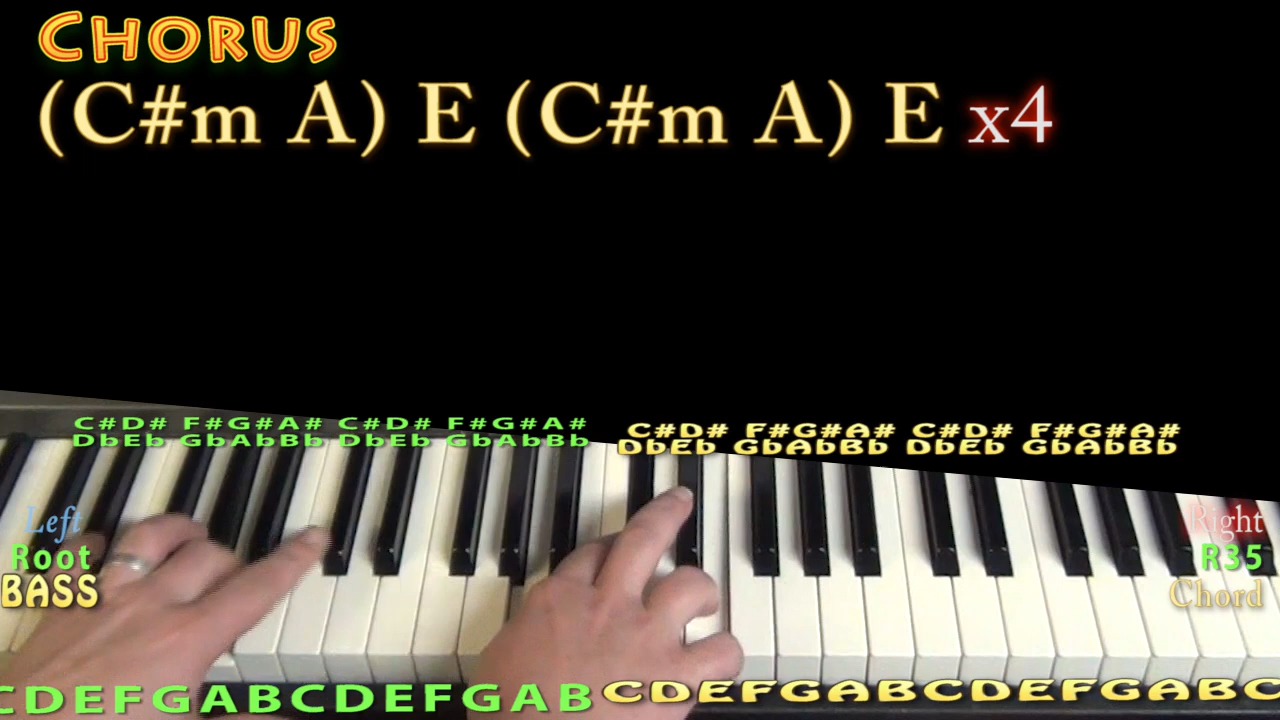 CHORUS
(C#m A) E (C#m A) E x4
C#D# F#G#A# C#D# F#G#A#
DbEb GbAbBb DbEb GbAbBb
C#D# F#G#A# C#D# F#G#A#
DbEb GbAbBb DbEb GbAbBb
Left
Root
BASS
Right
R35
Chord
CDEFGABCDEFGAB
CDEFGABCDEFGABC